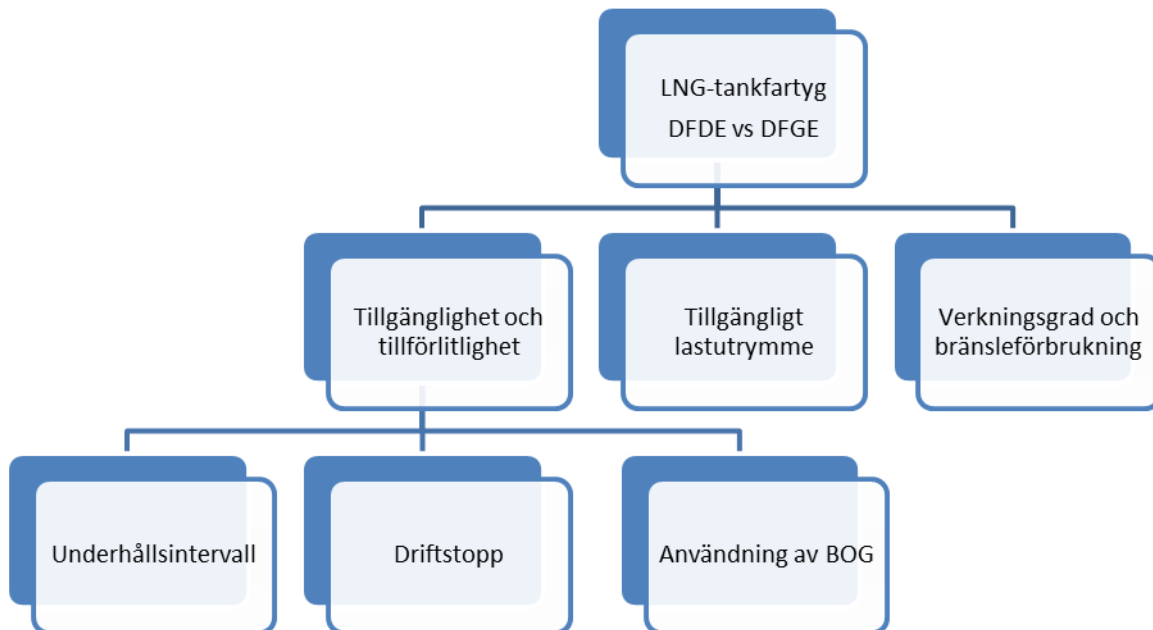 LNG-tankfartyg
DFDE vs DFGE
Tillgänglighet och
tillförlitlighet
Tillgängligt
lastutrymme
Verkningsgrad och
bränsleförbrukning
Underhållsintervall
Driftstopp
Användning av BOG